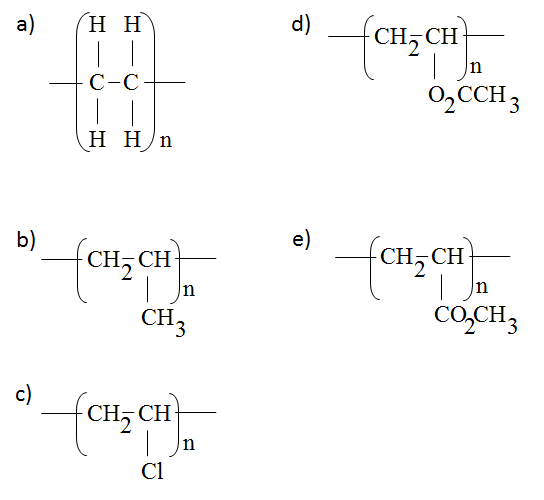 a)
H H
C-C
H H
n
b)
CH2-CH
n
CH3
c)
CH2-CH
n
Cl
d)
CH2-CH
n
O2CCH3
e)
CH2-CH
n
CO2CH3